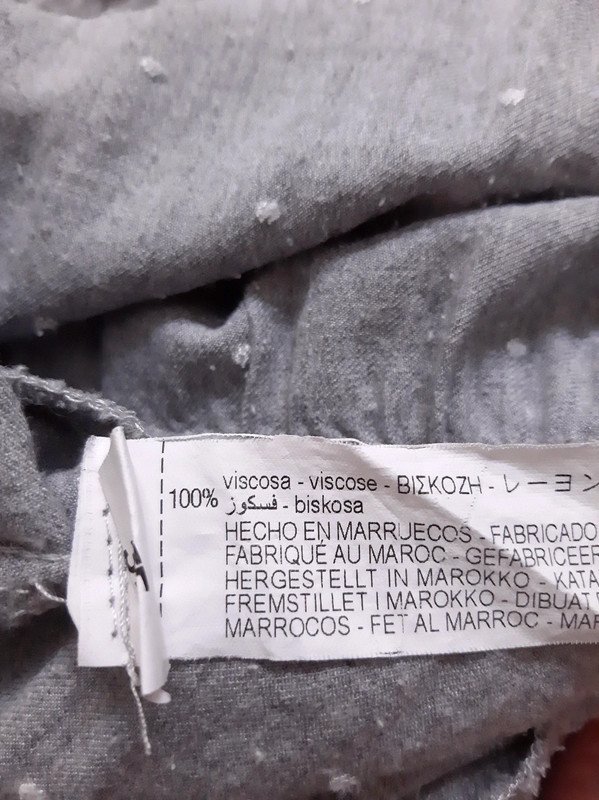 viscosa - viscose - ΒΙΣΚΟΖΗ - レーヨン
100% فسكوز - biskosa
HECHO EN MARRUECOS - FABRICADO
FABRIQUÉ AU MAROC - GEFABRICEER
HERGESTELLT IN MAROKKO - KATA
FREMSTILLET I MAROKKO - DIBUAT
MARROCOS - FET AL MARROC - MAR